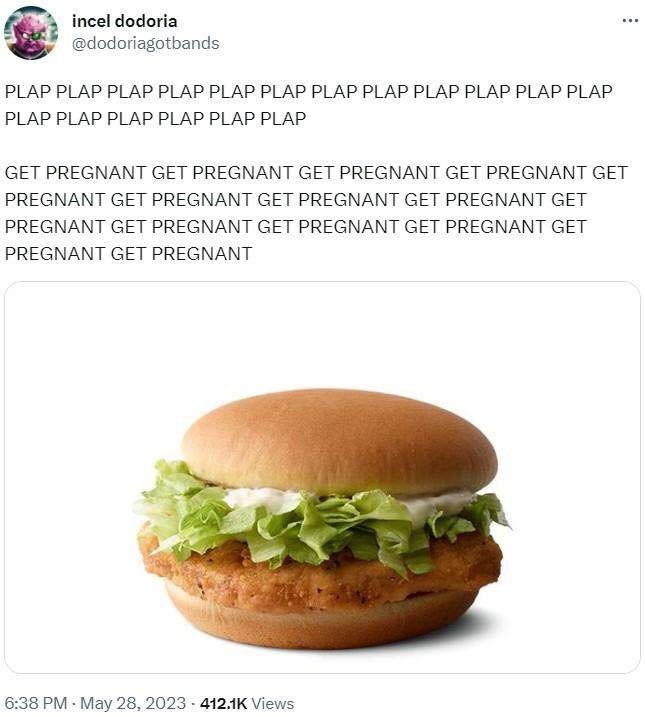 incel dodoria
@dodoriagotbands
PLAP PLAP PLAP PLAP PLAP PLAP PLAP PLAP PLAP PLAP PLAP PLAP
PLAP PLAP PLAP PLAP PLAP PLAP
GET PREGNANT GET PREGNANT GET PREGNANT GET PREGNANT GET
PREGNANT GET PREGNANT GET PREGNANT GET PREGNANT GET
PREGNANT GET PREGNANT GET PREGNANT GET PREGNANT GET
PREGNANT GET PREGNANT
6:38 PM · May 28, 2023 · 412.1K Views